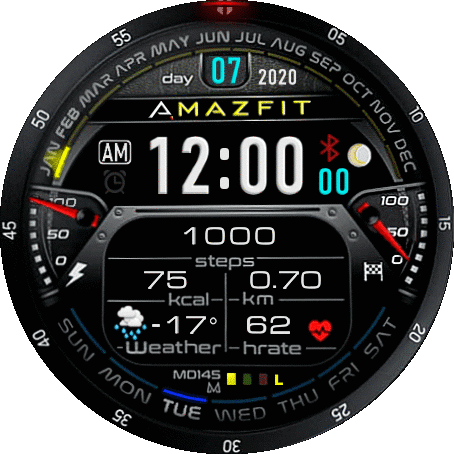 55 05
50 10
45 15
40 20
35 25
30
JAN FEB MAR APR MAY JUN JUL AUG SEP OCT NOV DEC
day 07 2020
AMAZFIT
AM 12:00 00
100 100
50 50
0 0
1000
steps
75 0.70
kcal km
-17° 62
Weather hrate
MD145 L
M
SUN MON TUE WED THU FRI SAT